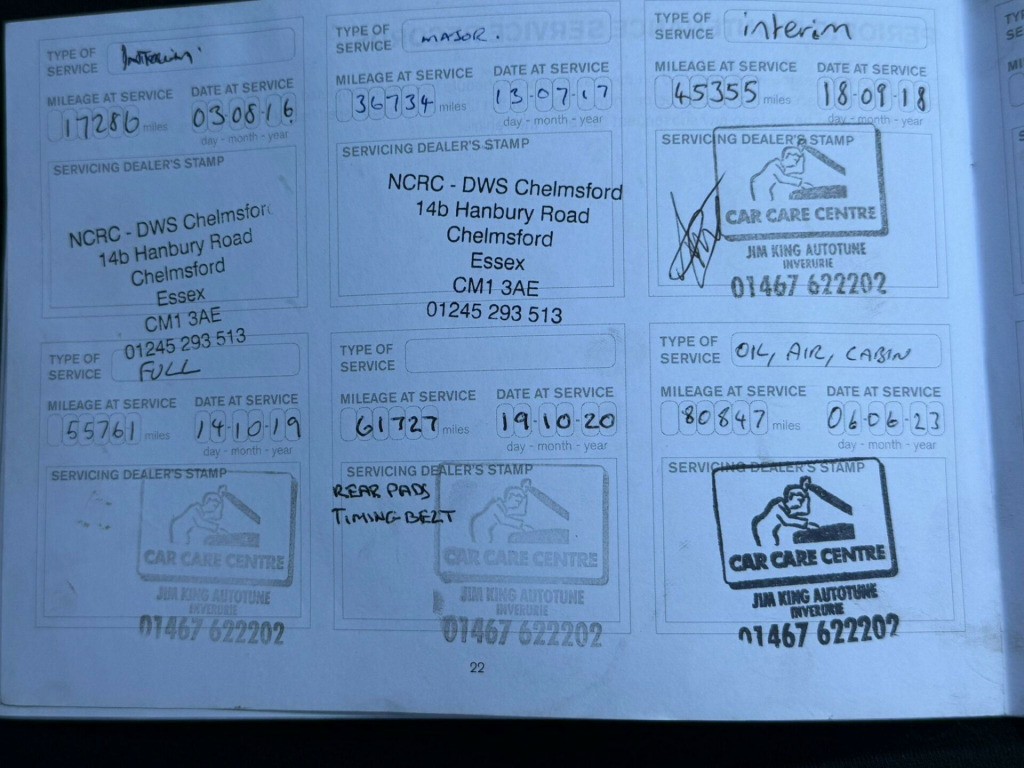 TYPE OF SERVICE Interim
MILEAGE AT SERVICE DATE AT SERVICE
17286 miles 03·08·16
day - month - year
SERVICING DEALER'S STAMP
NCRC - DWS Chelmsford
14b Hanbury Road
Chelmsford
Essex
CM1 3AE
01245 293 513
TYPE OF SERVICE MAJOR.
MILEAGE AT SERVICE DATE AT SERVICE
36734 miles 13·07·17
day - month - year
SERVICING DEALER'S STAMP
NCRC - DWS Chelmsford
14b Hanbury Road
Chelmsford
Essex
CM1 3AE
01245 293 513
TYPE OF SERVICE interim
MILEAGE AT SERVICE DATE AT SERVICE
45355 miles 18·09·18
day - month - year
SERVICING DEALER'S STAMP
CAR CARE CENTRE
JIM KING AUTOTUNE
INVERURIE
01467 622202
TYPE OF SERVICE FULL
MILEAGE AT SERVICE DATE AT SERVICE
55761 miles 14·10·19
day - month - year
SERVICING DEALER'S STAMP
CAR CARE CENTRE
JIM KING AUTOTUNE
INVERURIE
01467 622202
TYPE OF SERVICE
MILEAGE AT SERVICE DATE AT SERVICE
61727 miles 19·10·20
day - month - year
SERVICING DEALER'S STAMP
REAR PADS
TIMING BELT
CAR CARE CENTRE
JIM KING AUTOTUNE
INVERURIE
01467 622202
TYPE OF SERVICE OIL, AIR, CABIN
MILEAGE AT SERVICE DATE AT SERVICE
80847 miles 06·06·23
day - month - year
SERVICING DEALER'S STAMP
CAR CARE CENTRE
JIM KING AUTOTUNE
INVERURIE
01467 622202
22